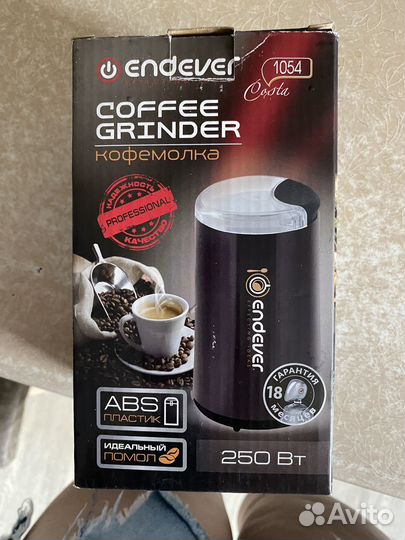 endever
1054
Costa
COFFEE
GRINDER
кофемолка
НАДЕЖНОСТЬ
PROFESSIONAL
КАЧЕСТВО
endever
ГАРАНТИЯ
18
месяцев
ABS
пластик
ИДЕАЛЬНЫЙ
ПОМОЛ
250 Вт
Avito